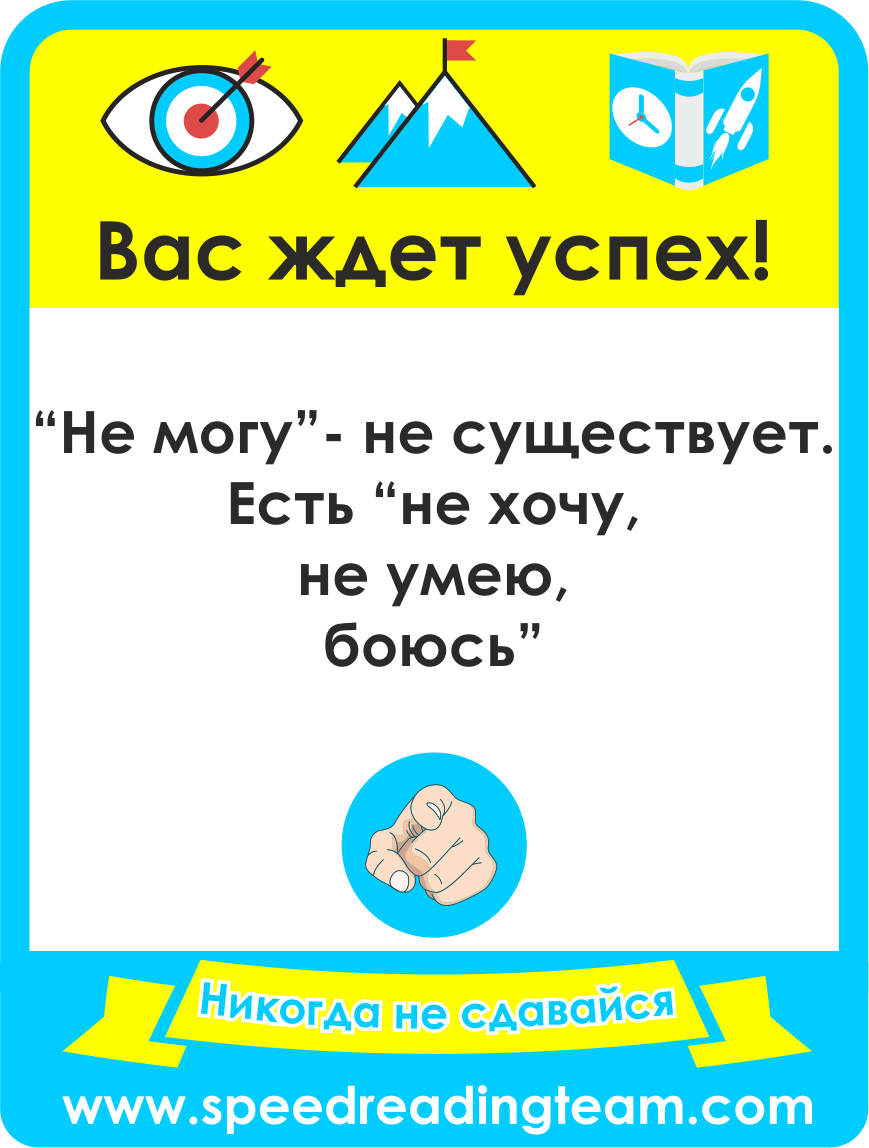 Вас ждет успех!
“Не могу”- не существует.
Есть “не хочу,
не умею,
боюсь”
Никогда не сдавайся
www.speedreadingteam.com